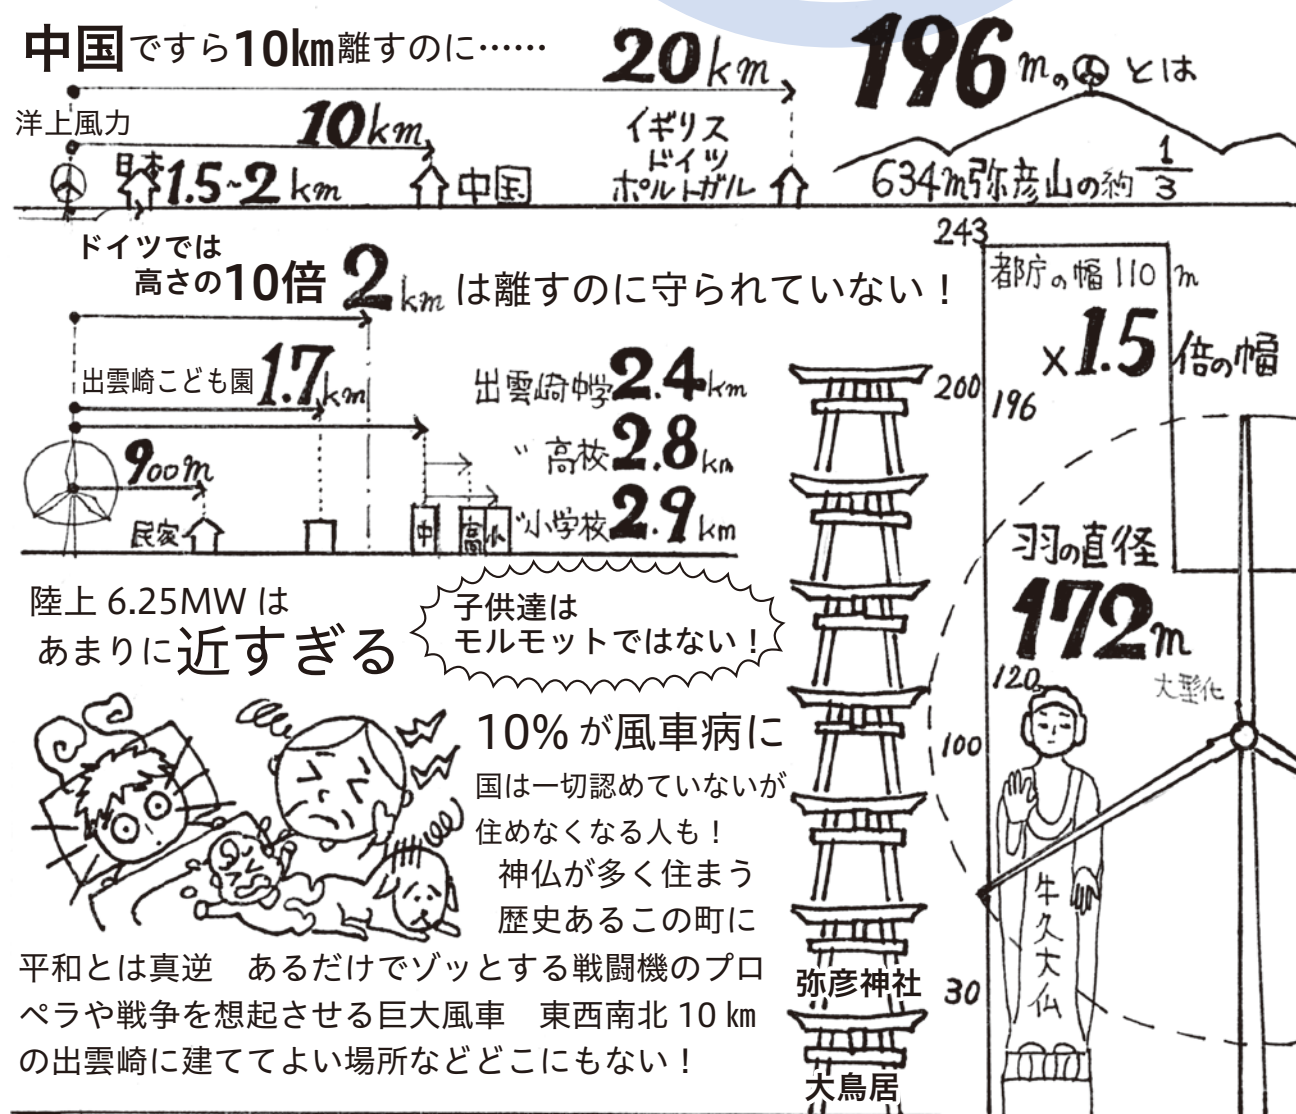 中国ですら10km離すのに……
20km
洋上風力
10km
日本
1.5~2km
中国
イギリス
ドイツ
ポルトガル
196mのとは
634m弥彦山の約1/3
ドイツでは
高さの10倍 2kmは離すのに守られていない！
出雲崎こども園1.7km
900m
民家
中
高
小
出雲崎中学2.4km
〃高校2.8km
〃小学校2.9km
陸上 6.25MW は
あまりに近すぎる
子供達は
モルモットではない！
10% が風車病に
国は一切認めていないが
住めなくなる人も！
神仏が多く住まう
歴史あるこの町に
平和とは真逆　あるだけでゾッとする戦闘機のプロ
ペラや戦争を想起させる巨大風車　東西南北 10 ㎞
の出雲崎に建ててよい場所などどこにもない！
弥彦神社
大鳥居
243
都庁の幅110m
×1.5倍の幅
200
196
羽の直径
172m
大型化
120
100
牛久大仏
30